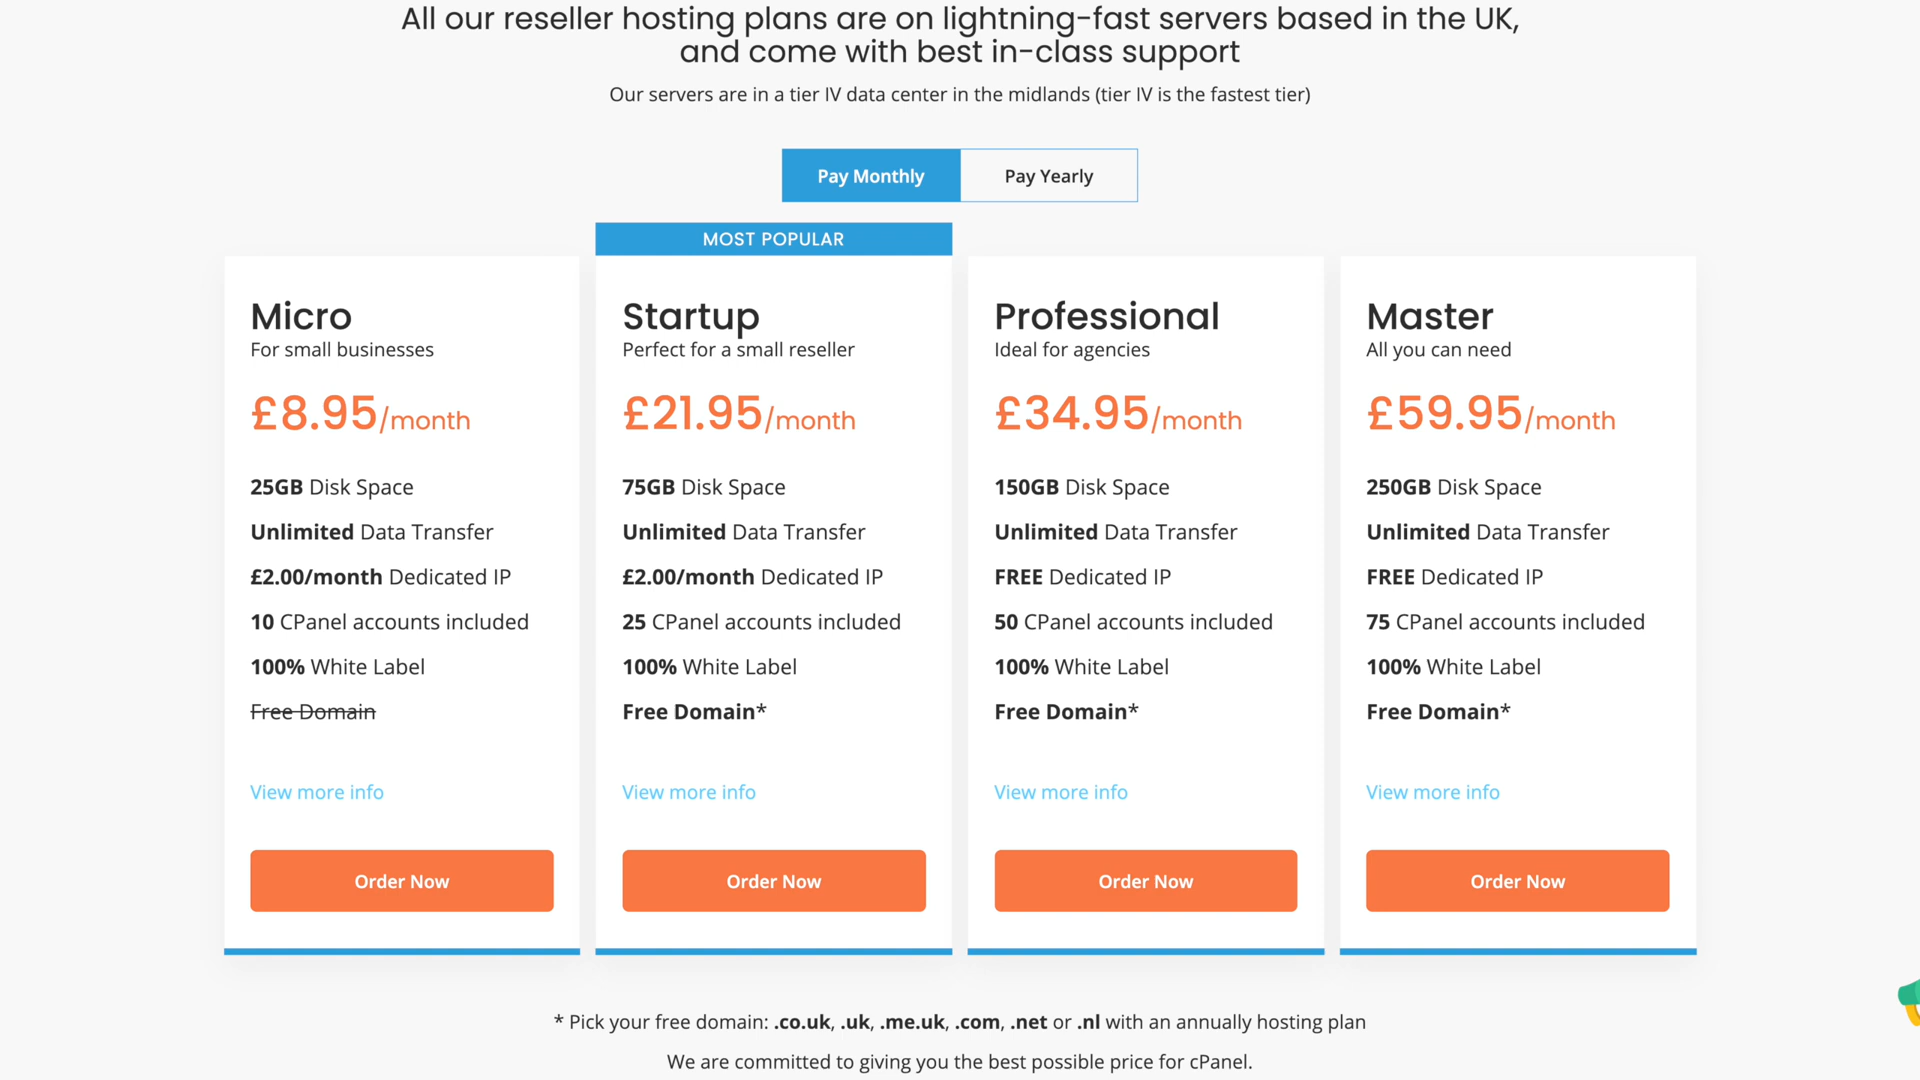 All our reseller hosting plans are on lightning-fast servers based in the UK,
and come with best in-class support
Our servers are in a tier IV data center in the midlands (tier IV is the fastest tier)
Pay Monthly
Pay Yearly
Micro
For small businesses
£8.95/month
25GB Disk Space
Unlimited Data Transfer
£2.00/month Dedicated IP
10 CPanel accounts included
100% White Label
Free Domain
View more info
Order Now
MOST POPULAR
Startup
Perfect for a small reseller
£21.95/month
75GB Disk Space
Unlimited Data Transfer
£2.00/month Dedicated IP
25 CPanel accounts included
100% White Label
Free Domain*
View more info
Order Now
Professional
Ideal for agencies
£34.95/month
150GB Disk Space
Unlimited Data Transfer
FREE Dedicated IP
50 CPanel accounts included
100% White Label
Free Domain*
View more info
Order Now
Master
All you can need
£59.95/month
250GB Disk Space
Unlimited Data Transfer
FREE Dedicated IP
75 CPanel accounts included
100% White Label
Free Domain*
View more info
Order Now
* Pick your free domain: .co.uk, .uk, .me.uk, .com, .net or .nl with an annually hosting plan
We are committed to giving you the best possible price for cPanel.